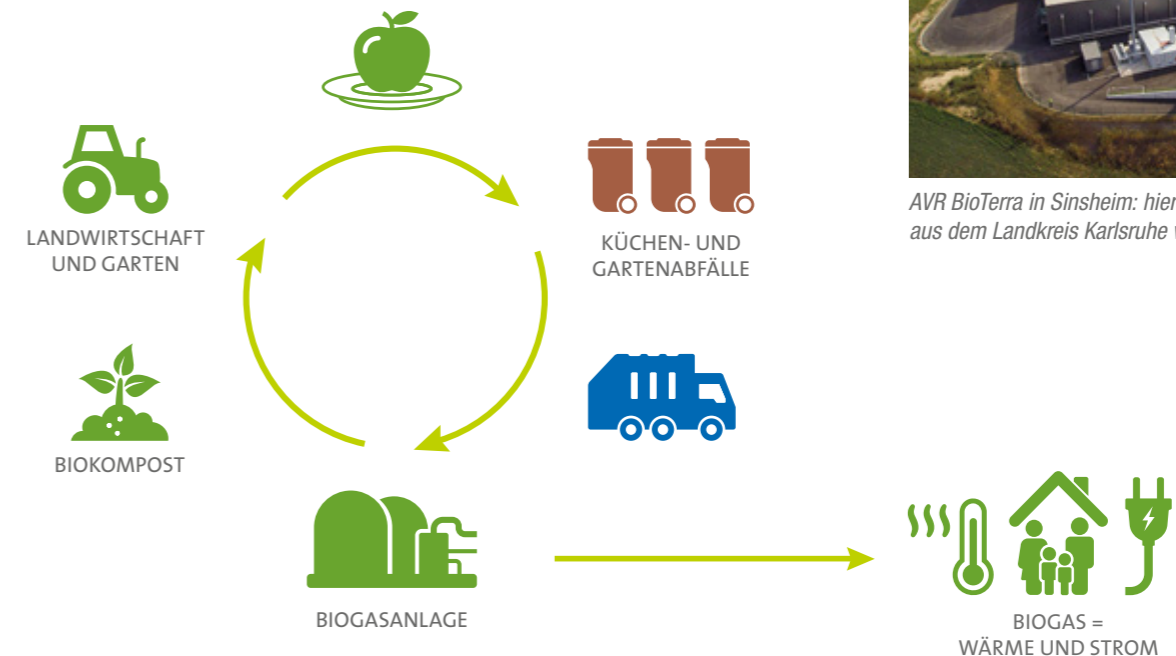 AVR BioTerra in Sinsheim: hier
aus dem Landkreis Karlsruhe
LANDWIRTSCHAFT
UND GARTEN
KÜCHEN- UND
GARTENABFÄLLE
BIOKOMPOST
BIOGASANLAGE
BIOGAS =
WÄRME UND STROM